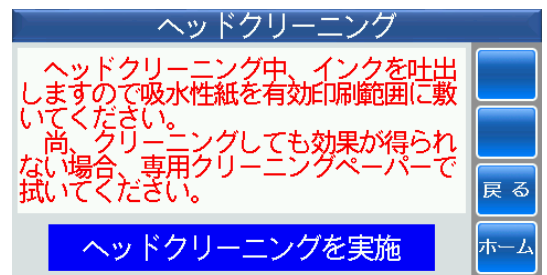 ヘッドクリーニング
　ヘッドクリーニング中、インクを吐出
しますので吸水性紙を有効印刷範囲に敷
いてください。
　尚、クリーニングしても効果が得られ
ない場合、専用クリーニングペーパーで
拭いてください。
戻る
ヘッドクリーニングを実施
ホーム